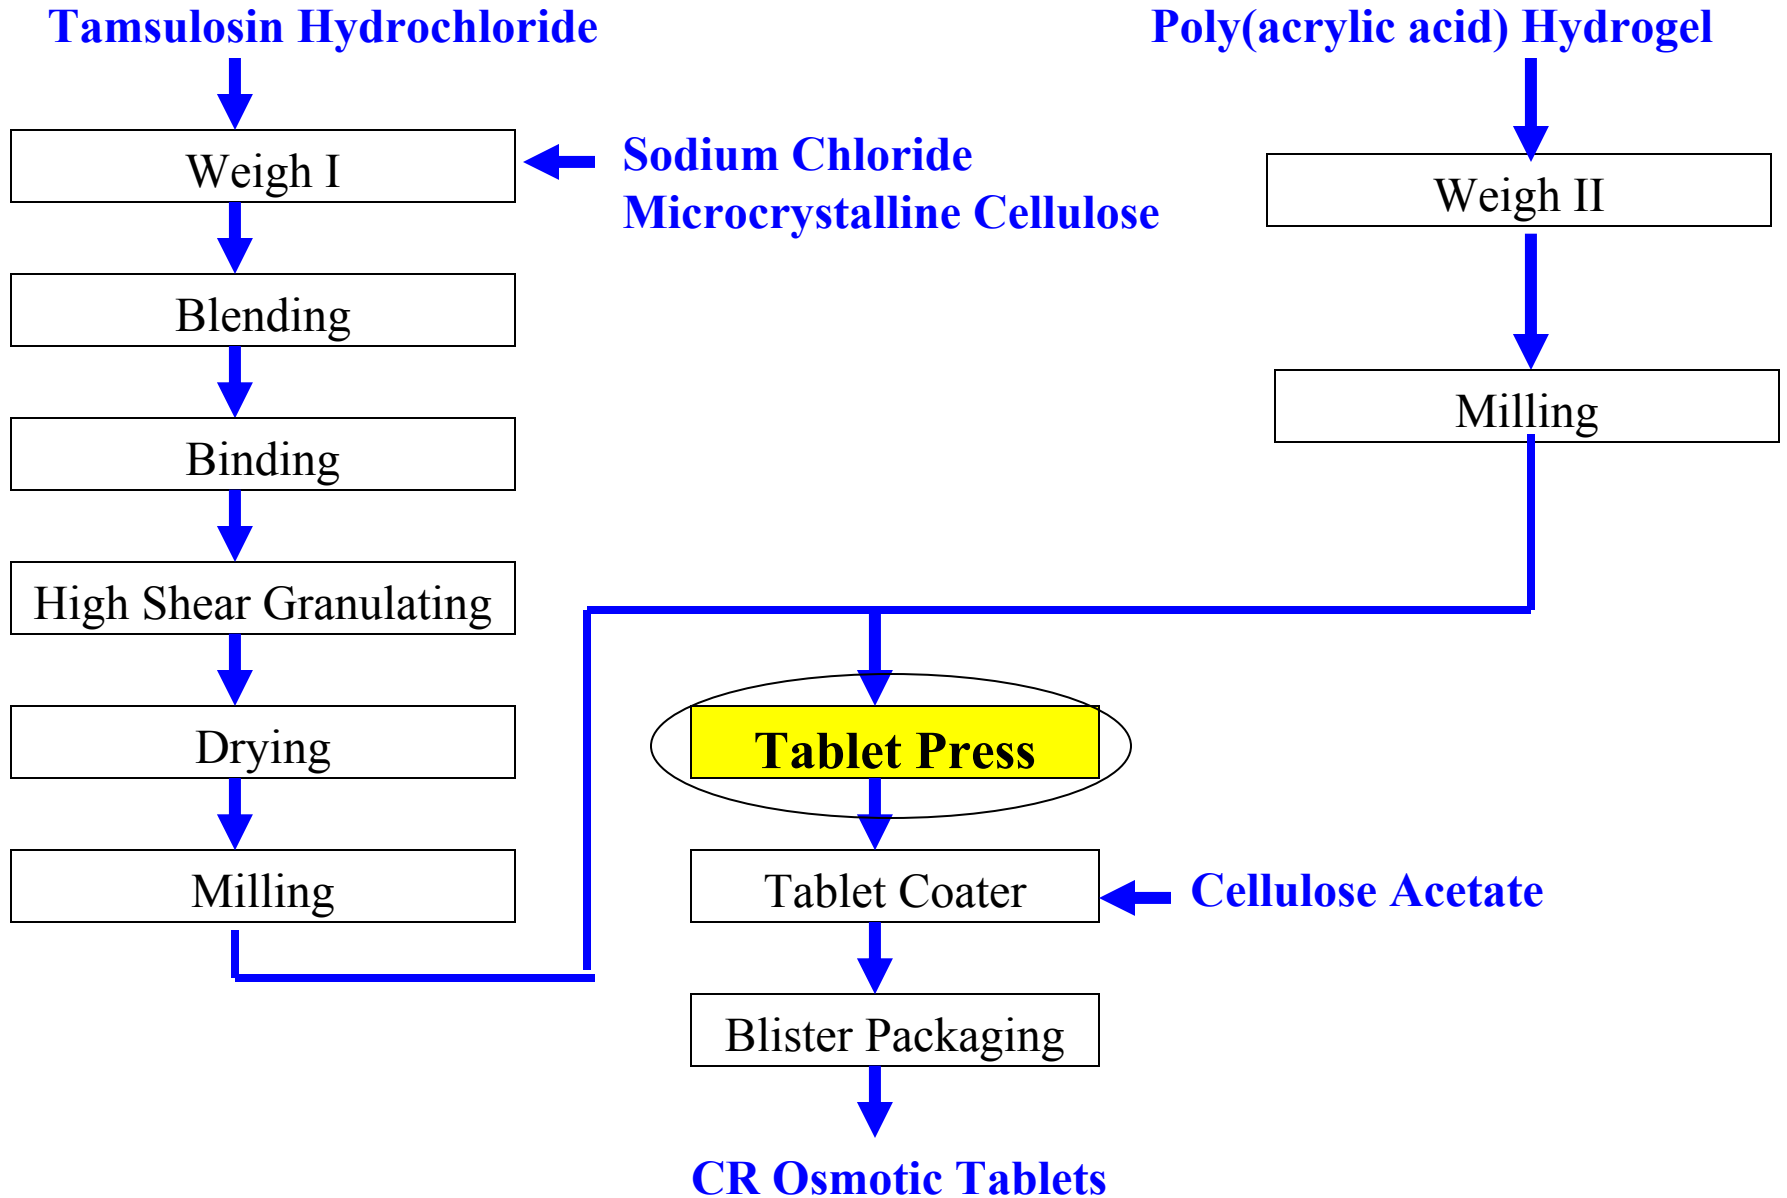 Tamsulosin Hydrochloride
Poly(acrylic acid) Hydrogel
Weigh I
Sodium Chloride
Microcrystalline Cellulose
Weigh II
Blending
Milling
Binding
High Shear Granulating
Drying
Tablet Press
Milling
Tablet Coater
Cellulose Acetate
Blister Packaging
CR Osmotic Tablets